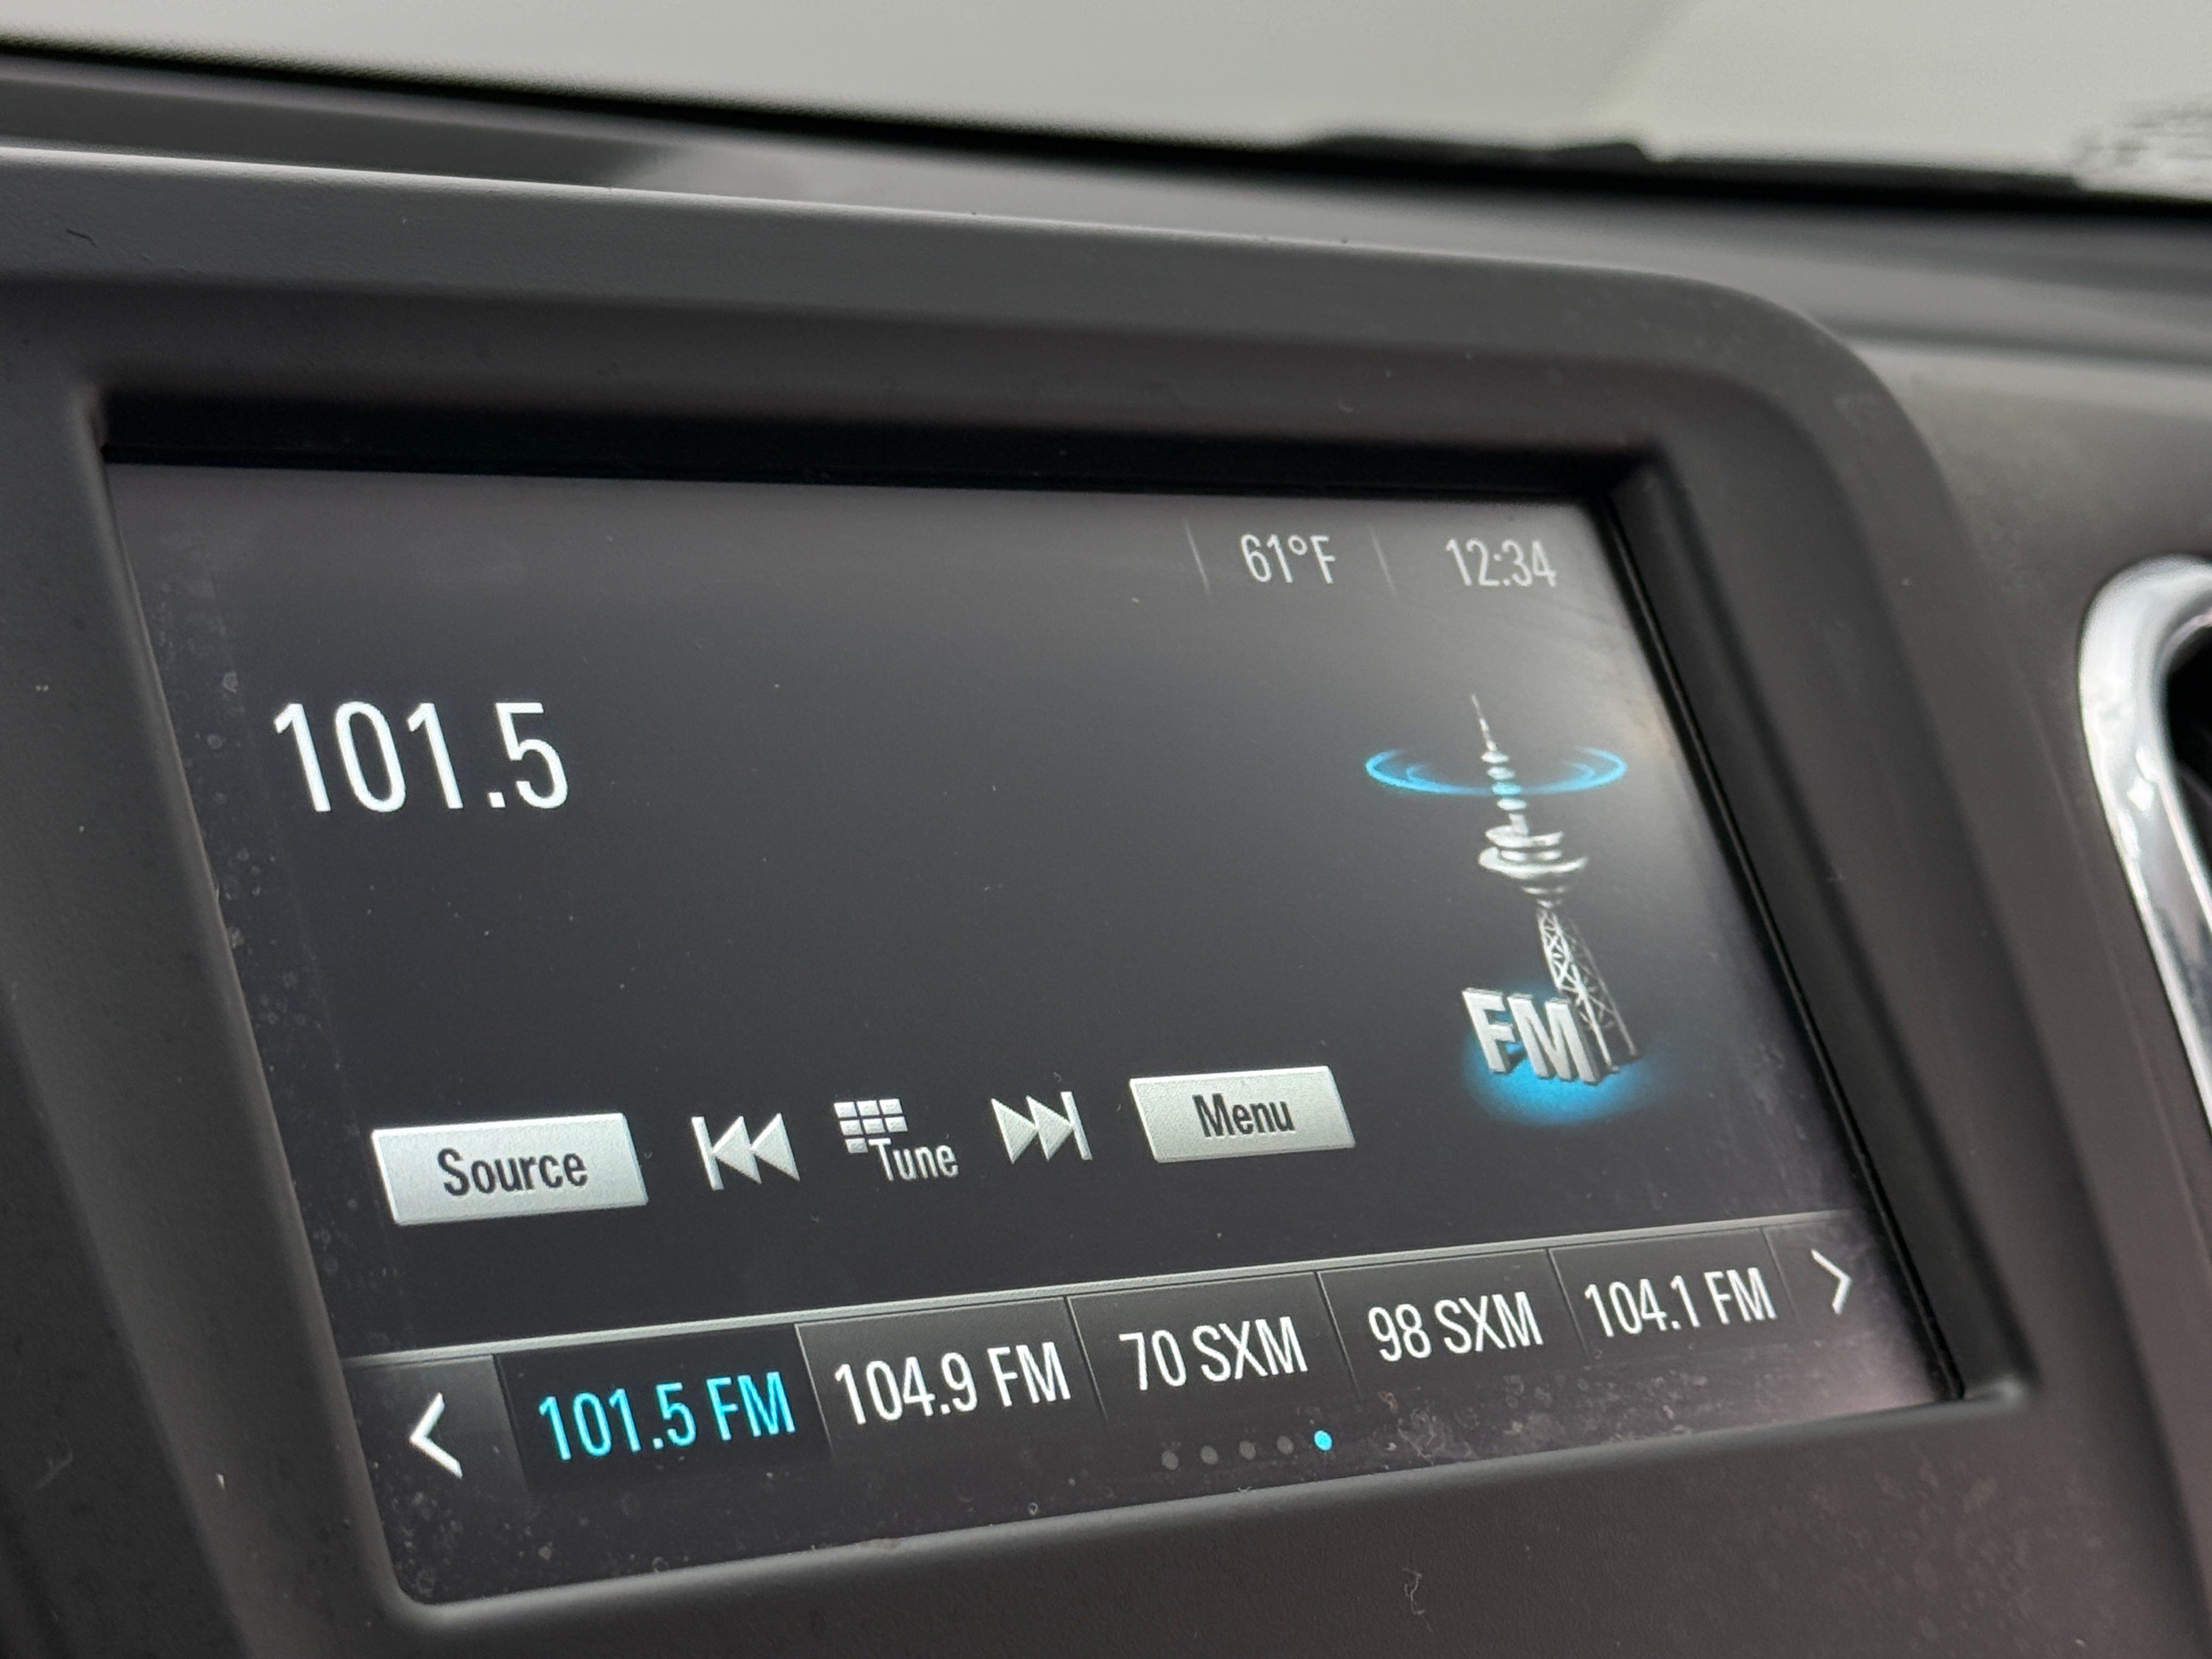 61°F 12:34
101.5
FM
Source Tune Menu
101.5 FM 104.9 FM 70 SXM 98 SXM 104.1 FM